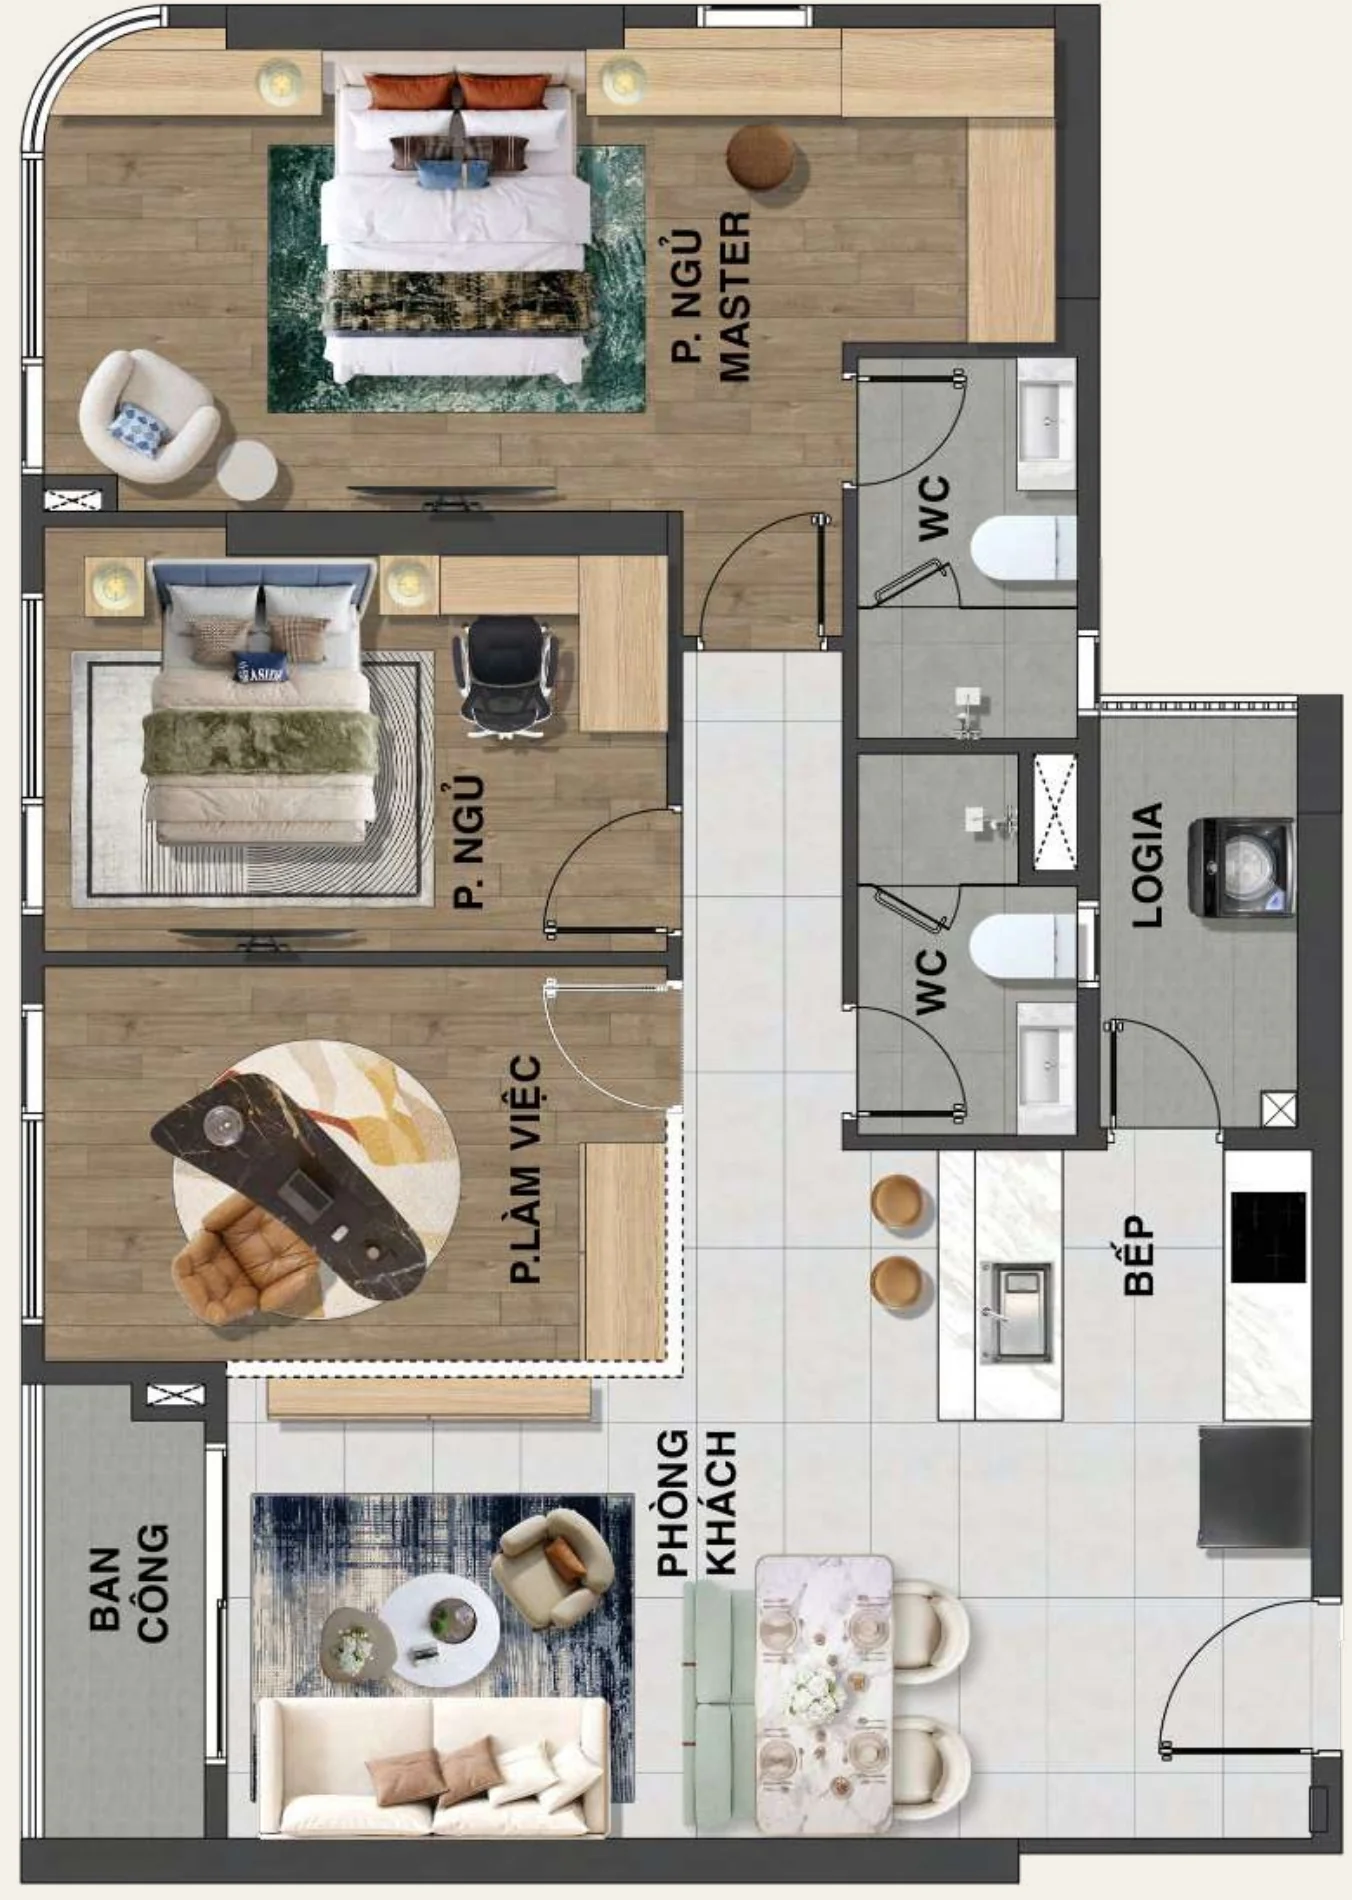 P. NGỦ
MASTER
WC
P. NGỦ
LOGIA
WC
P.LÀM VIỆC
BẾP
PHÒNG
KHÁCH
BAN
CÔNG